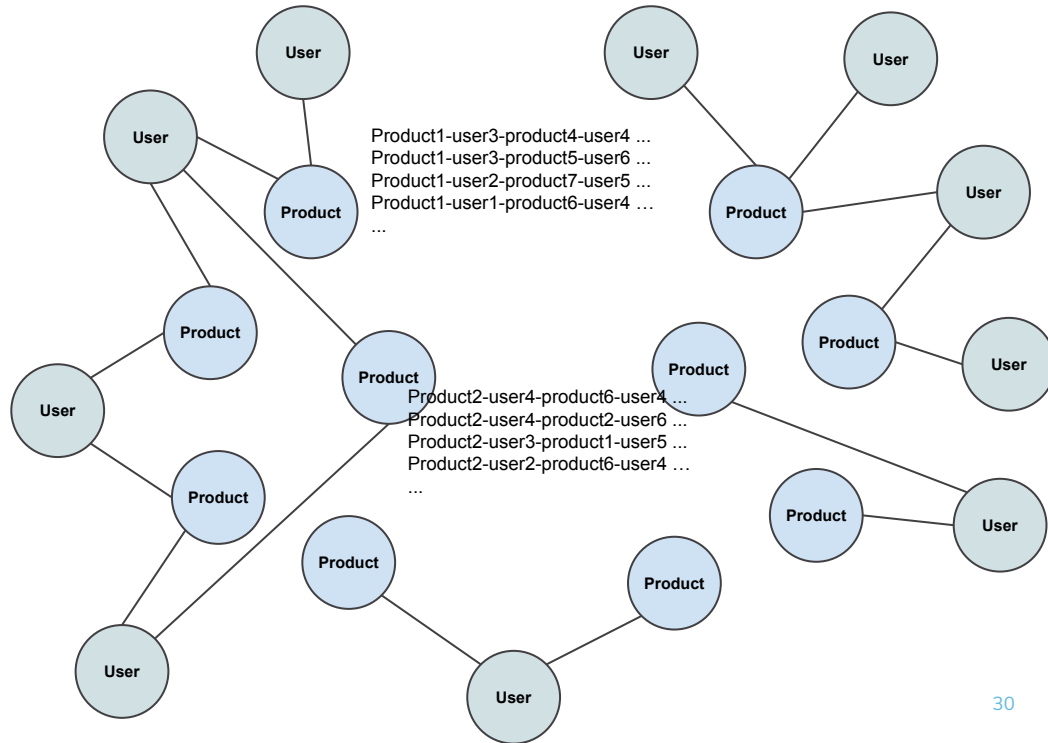 User
User
User
User
User
Product
Product
Product1-user3-product4-user4 ...
Product1-user3-product5-user6 ...
Product1-user2-product7-user5 ...
Product1-user1-product6-user4 …
...
Product
Product
Product
Product
User
User
Product2-user4-product6-user4 ...
Product2-user4-product2-user6 ...
Product2-user3-product1-user5 ...
Product2-user2-product6-user4 …
...
Product
Product
User
Product
Product
User
User
30